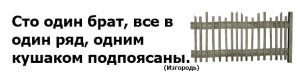 Сто один брат, все в
один ряд, одним
кушаком подпоясаны.
(Изгородь)